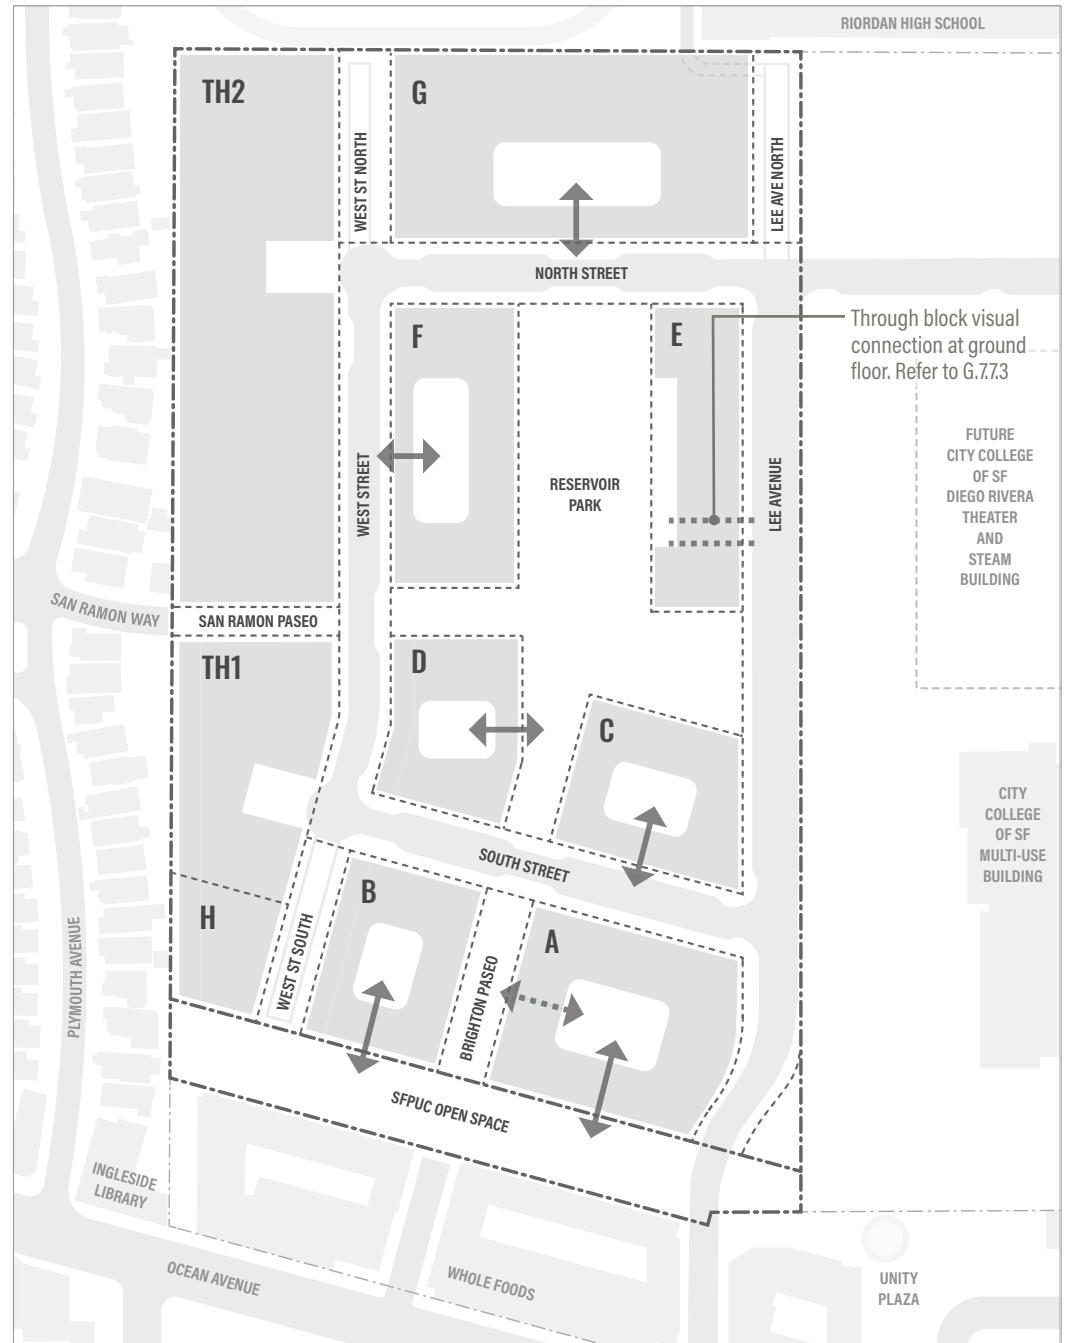 RIORDAN HIGH SCHOOL
TH2
G
WEST ST NORTH
LEE AVE NORTH
NORTH STREET
Through block visual
connection at ground
floor. Refer to G.7.7.3
F
E
WEST STREET
RESERVOIR
PARK
LEE AVENUE
FUTURE
CITY COLLEGE
OF SF
DIEGO RIVERA
THEATER
AND
STEAM
BUILDING
SAN RAMON WAY
SAN RAMON PASEO
TH1
D
C
CITY
COLLEGE
OF SF
MULTI-USE
BUILDING
SOUTH STREET
B
H
A
WEST ST SOUTH
BRIGHTON PASEO
PLYMOUTH AVENUE
SFPUC OPEN SPACE
INGLESIDE
LIBRARY
OCEAN AVENUE
WHOLE FOODS
UNITY
PLAZA